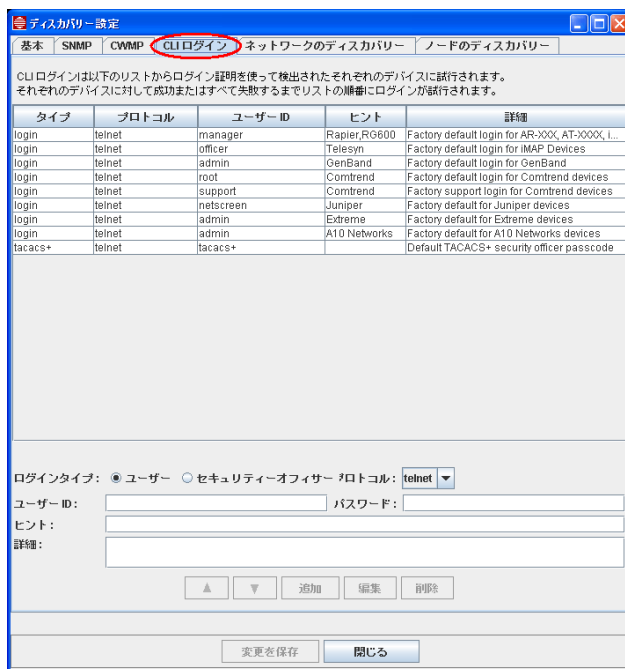 ディスカバリー設定
基本 SNMP CWMP CLIログイン ネットワークのディスカバリー ノードのディスカバリー
CLIログインは以下のリストからログイン証明を使って検出されたそれぞれのデバイスに試行されます。
それぞれのデバイスに対して成功またはすべて失敗するまでリストの順番にログインが試行されます。
タイプ プロトコル ユーザーID ヒント 詳細
login telnet manager Rapier,RG600 Factory default login for AR-XXX, AT-XXXX, i...
login telnet officer Telesyn Factory default login for iMAP Devices
login telnet admin GenBand Factory default login for GenBand
login telnet root Comtrend Factory default login for Comtrend devices
login telnet support Comtrend Factory support login for Comtrend devices
login telnet netscreen Juniper Factory default for Juniper devices
login telnet admin Extreme Factory default for Extreme devices
login telnet admin A10 Networks Factory default for A10 Networks devices
tacacs+ telnet tacacs+ Default TACACS+ security officer passcode
ログインタイプ： ユーザー セキュリティーオフィサー プロトコル： telnet
ユーザーID： パスワード：
ヒント：
詳細：
追加 編集 削除
変更を保存 閉じる